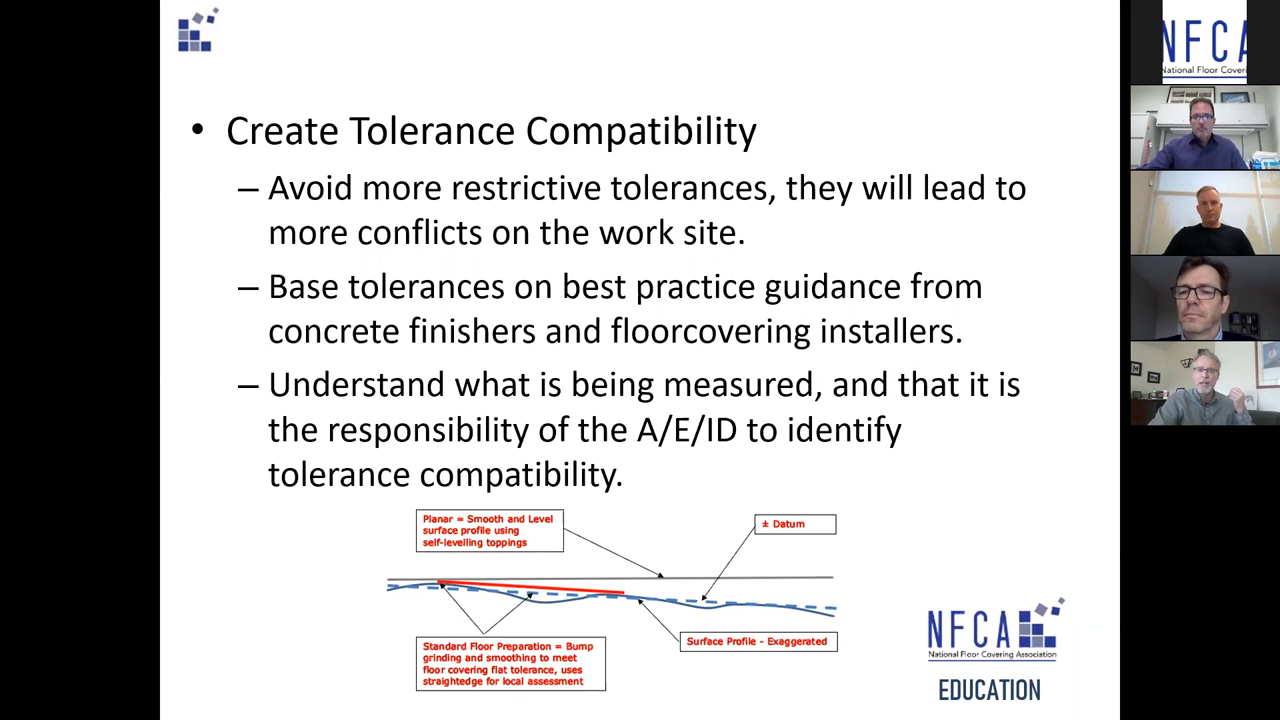 • Create Tolerance Compatibility
– Avoid more restrictive tolerances, they will lead to
more conflicts on the work site.
– Base tolerances on best practice guidance from
concrete finishers and floorcovering installers.
– Understand what is being measured, and that it is
the responsibility of the A/E/ID to identify
tolerance compatibility.
Planar = Smooth and Level
surface profile using
self-levelling toppings
± Datum
Standard Floor Preparation = Bump
grinding and smoothing to meet
floor covering flat tolerance, uses
straightedge for local assessment
Surface Profile - Exaggerated
NFCA
National Floor Covering Association
EDUCATION
NFCA
National Floor Coveri